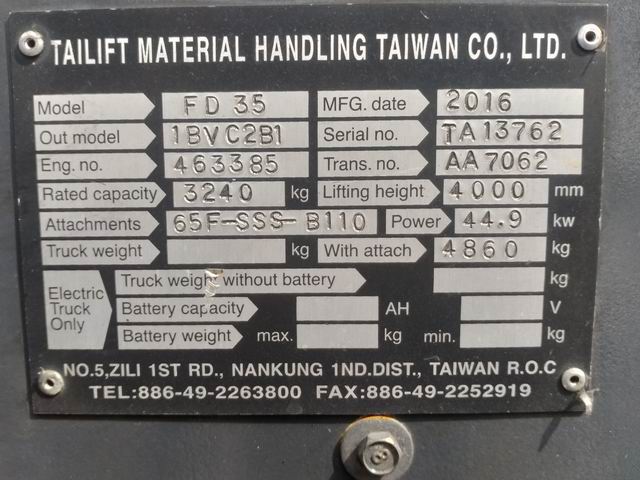 TAILIFT MATERIAL HANDLING TAIWAN CO., LTD.
Model FD 35 MFG. date 2016
Out model 1BVC2B1 Serial no. TA13762
Eng. no. 463385 Trans. no. AA7062
Rated capacity 3240 kg Lifting height 4000 mm
Attachments 65F-SSS-B110 Power 44.9 kw
Truck weight kg With attach 4860 kg
Electric Truck Only
Truck weight without battery kg
Battery capacity AH V
Battery weight max. kg min. kg
NO.5,ZILI 1ST RD., NANKUNG 1ND.DIST., TAIWAN R.O.C
TEL:886-49-2263800 FAX:886-49-2252919
8